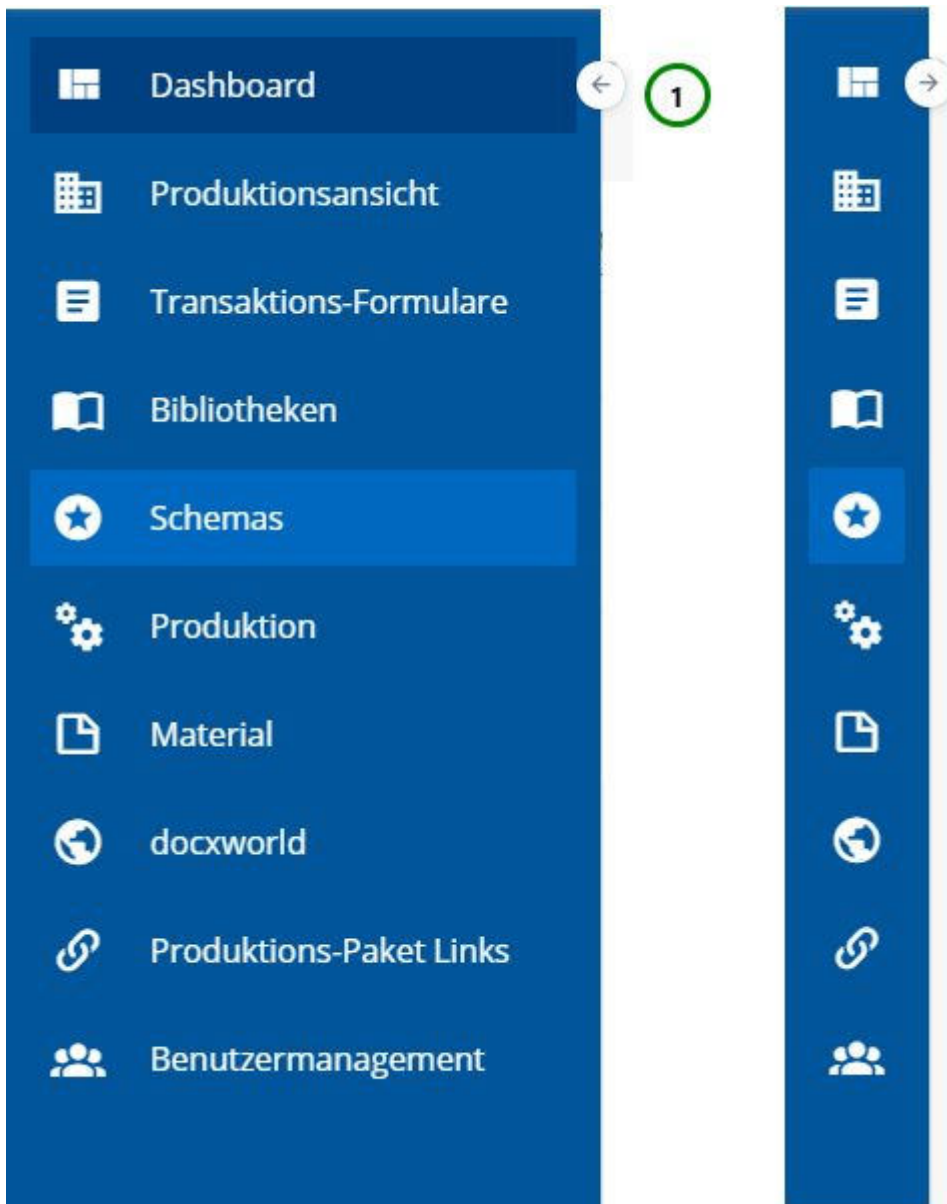 Dashboard
1
Produktionsansicht
Transaktions-Formulare
Bibliotheken
Schemas
Produktion
Material
docxworld
Produktions-Paket Links
Benutzermanagement